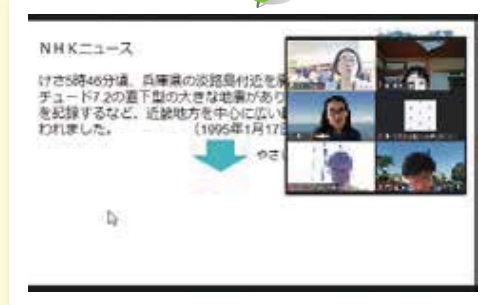 NHKニュース
けさ5時46分頃、兵庫県の淡路島付近を
チュード7.2の直下型の大きな地震があり
を記録するなど、近畿地方を中心に広い
われました。 (1995年1月17日
やさし